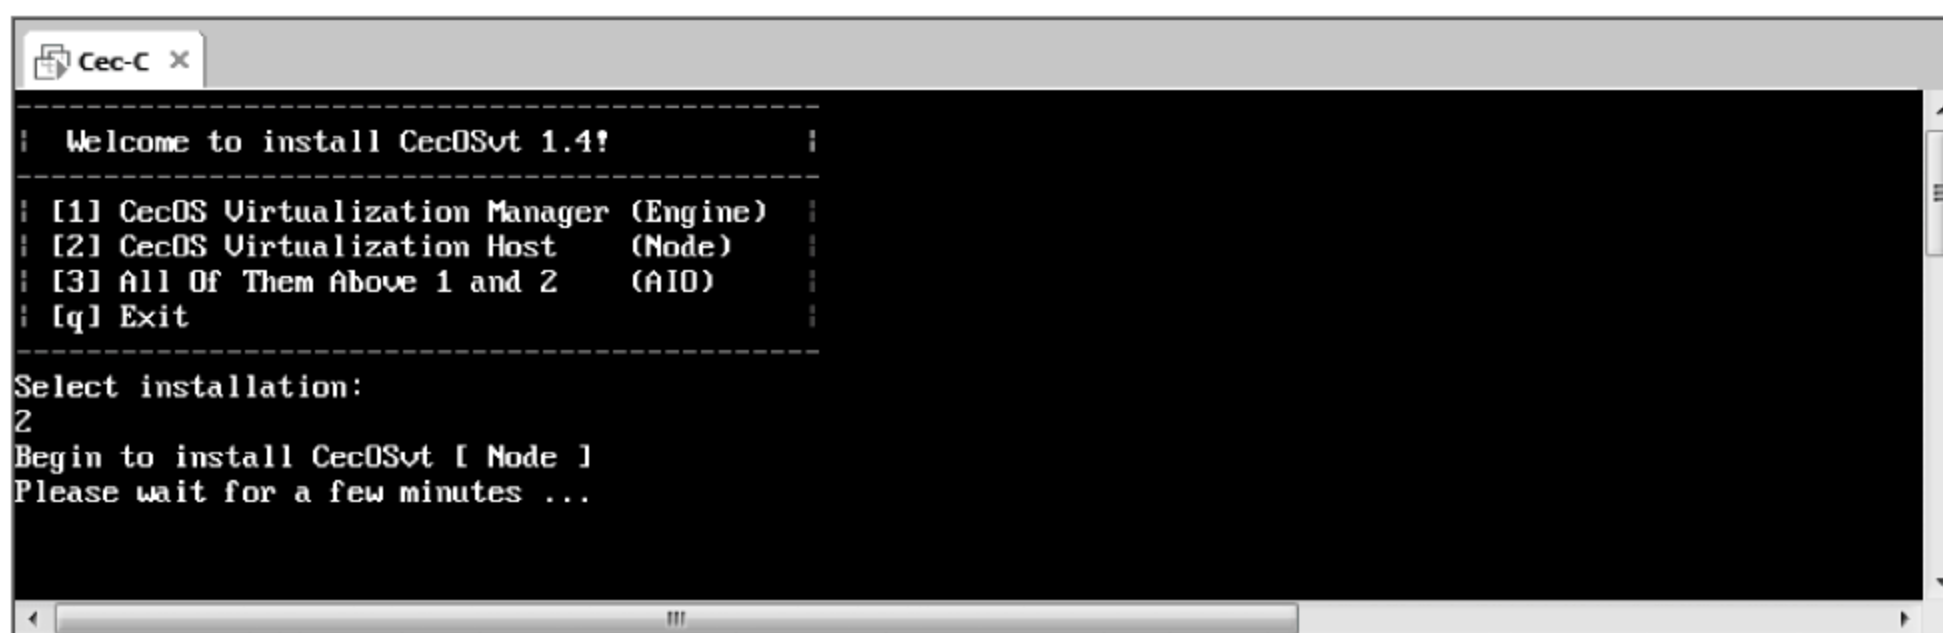 Cec-C
Welcome to install CecOSvt 1.4!
[1] CecOS Virtualization Manager (Engine)
[2] CecOS Virtualization Host (Node)
[3] All Of Them Above 1 and 2 (AIO)
[q] Exit
Select installation:
2
Begin to install CecOSvt [ Node ]
Please wait for a few minutes ...